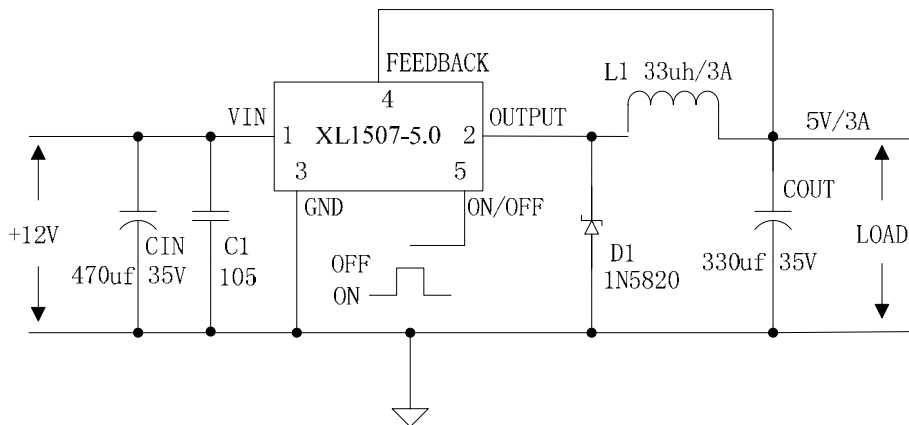 FEEDBACK
L1 33uh/3A
4
VIN
1
XL1507-5.0
2
OUTPUT
5V/3A
3
5
GND
ON/OFF
COUT
+12V
CIN
C1
OFF
D1
LOAD
470uf 35V
105
ON
1N5820
330uf 35V